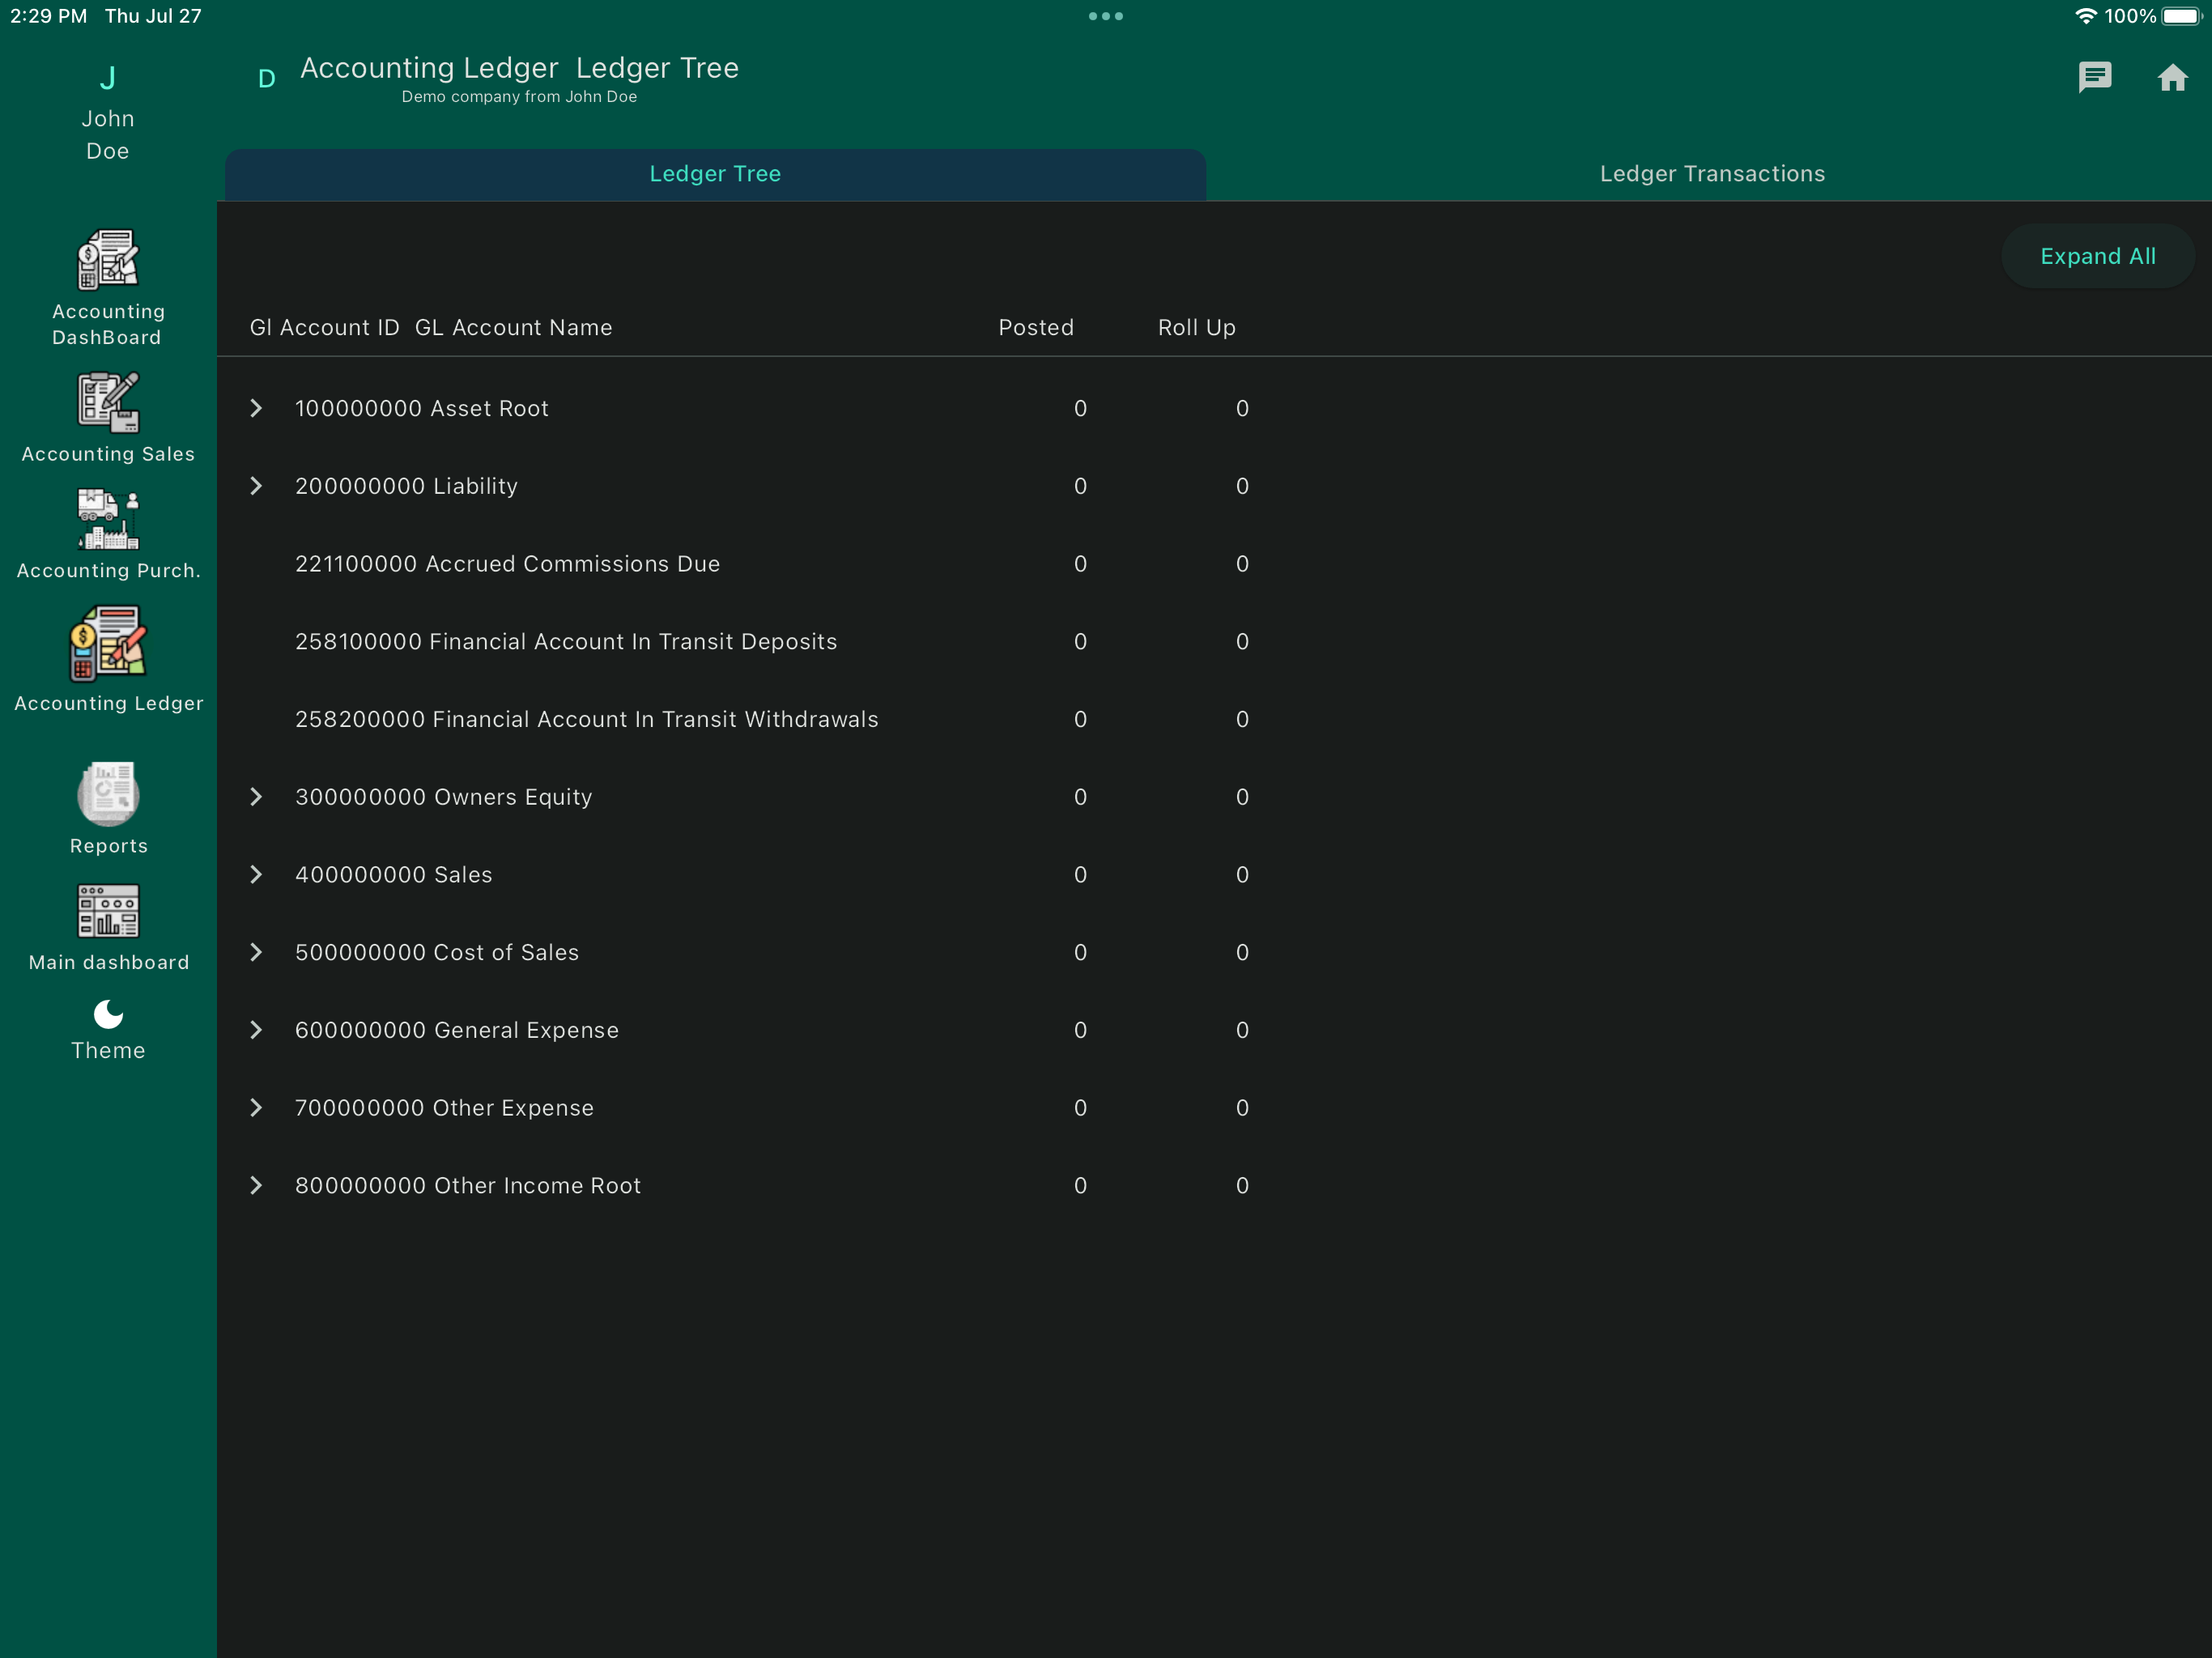 2:29 PM Thu Jul 27
100%
J
John
Doe
D
Accounting Ledger Ledger Tree
Demo company from John Doe
Ledger Tree
Ledger Transactions
Accounting
DashBoard
Accounting Sales
Accounting Purch.
Accounting Ledger
Reports
Main dashboard
Theme
Expand All
Gl Account ID GL Account Name Posted Roll Up
100000000 Asset Root 0 0
200000000 Liability 0 0
221100000 Accrued Commissions Due 0 0
258100000 Financial Account In Transit Deposits 0 0
258200000 Financial Account In Transit Withdrawals 0 0
300000000 Owners Equity 0 0
400000000 Sales 0 0
500000000 Cost of Sales 0 0
600000000 General Expense 0 0
700000000 Other Expense 0 0
800000000 Other Income Root 0 0